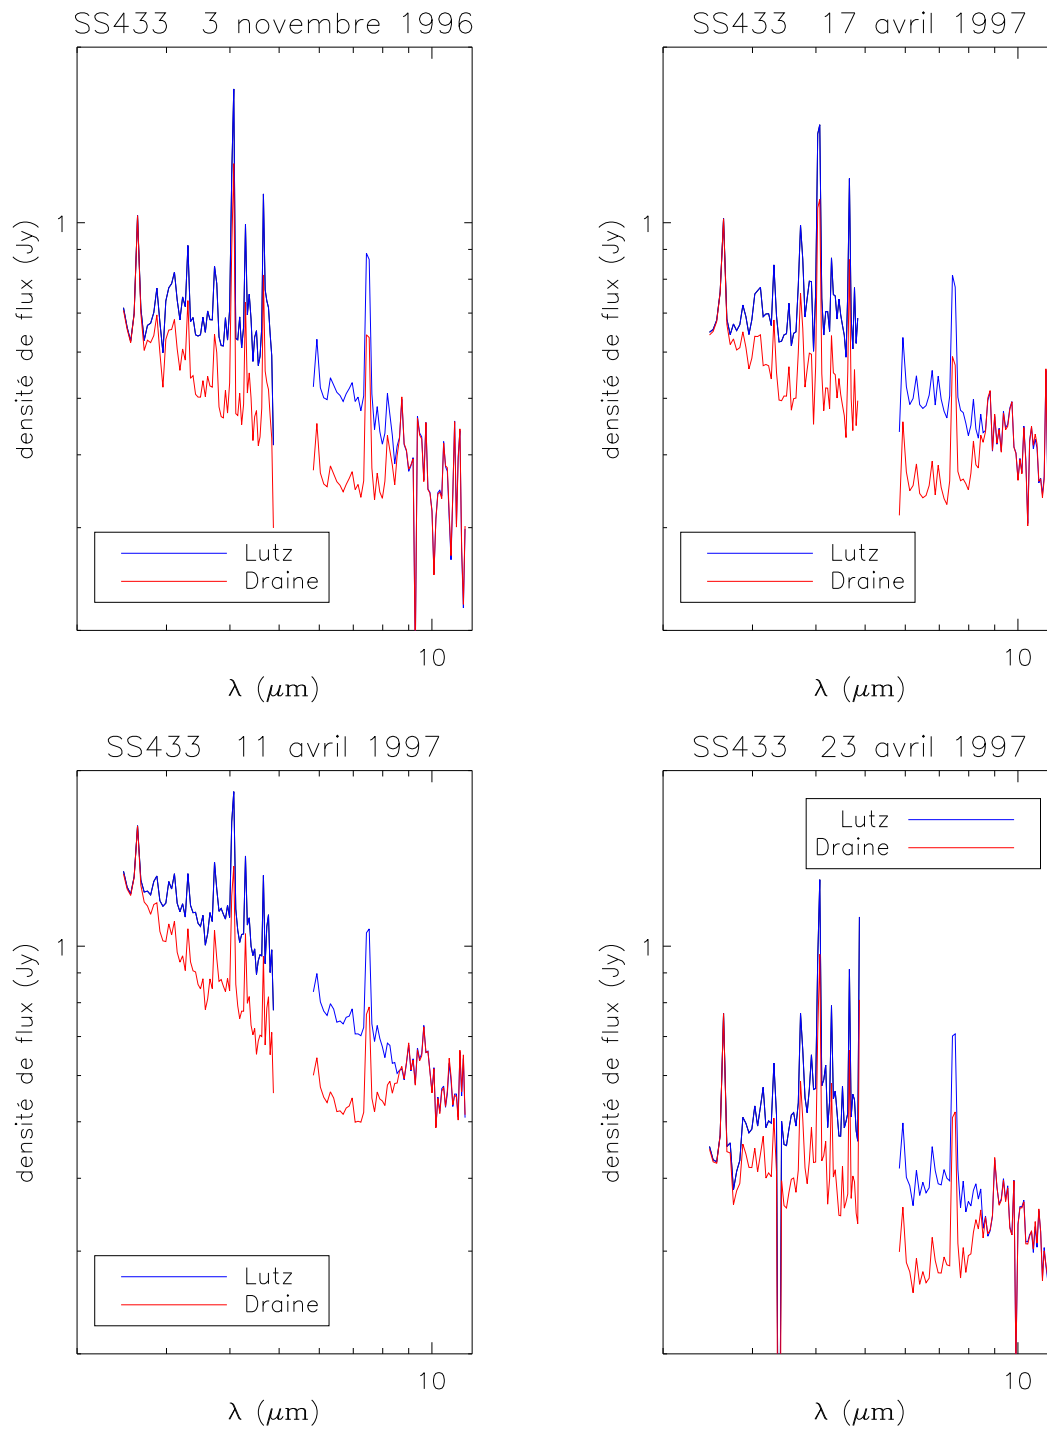 SS433 3 novembre 1996
densité de flux (Jy)
1
Lutz
Draine
10
λ (μm)
SS433 17 avril 1997
densité de flux (Jy)
1
Lutz
Draine
10
λ (μm)
SS433 11 avril 1997
densité de flux (Jy)
1
Lutz
Draine
10
λ (μm)
SS433 23 avril 1997
densité de flux (Jy)
1
Lutz
Draine
10
λ (μm)